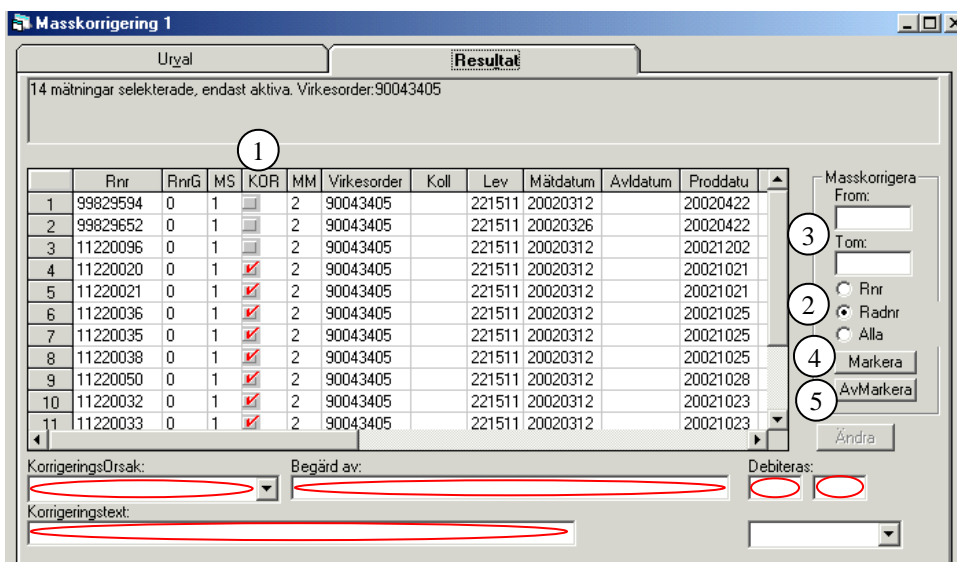 Masskorrigering 1
Urval Resultat
14 mätningar selekterade, endast aktiva. Virkesorder:90043405
1
Rnr RnrG MS KOR MM Virkesorder Koll Lev Mätdatum Avldatum Proddatu
1 99829594 0 1 2 90043405 221511 20020312 20020422
2 99829652 0 1 2 90043405 221511 20020326 20020422
3 11220096 0 1 2 90043405 221511 20020312 20021202
4 11220020 0 1 2 90043405 221511 20020312 20021021
5 11220021 0 1 2 90043405 221511 20020312 20021021
6 11220036 0 1 2 90043405 221511 20020312 20021025
7 11220035 0 1 2 90043405 221511 20020312 20021025
8 11220038 0 1 2 90043405 221511 20020312 20021025
9 11220050 0 1 2 90043405 221511 20020312 20021028
10 11220032 0 1 2 90043405 221511 20020312 20021023
11 11220033 0 1 2 90043405 221511 20020312 20021023
Masskorrigera
From:
3
Tom:
Rnr
2 Radnr
Alla
4 Markera
5 AvMarkera
Ändra
KorrigeringsOrsak: Begärd av: Debiteras:
Korrigeringstext: